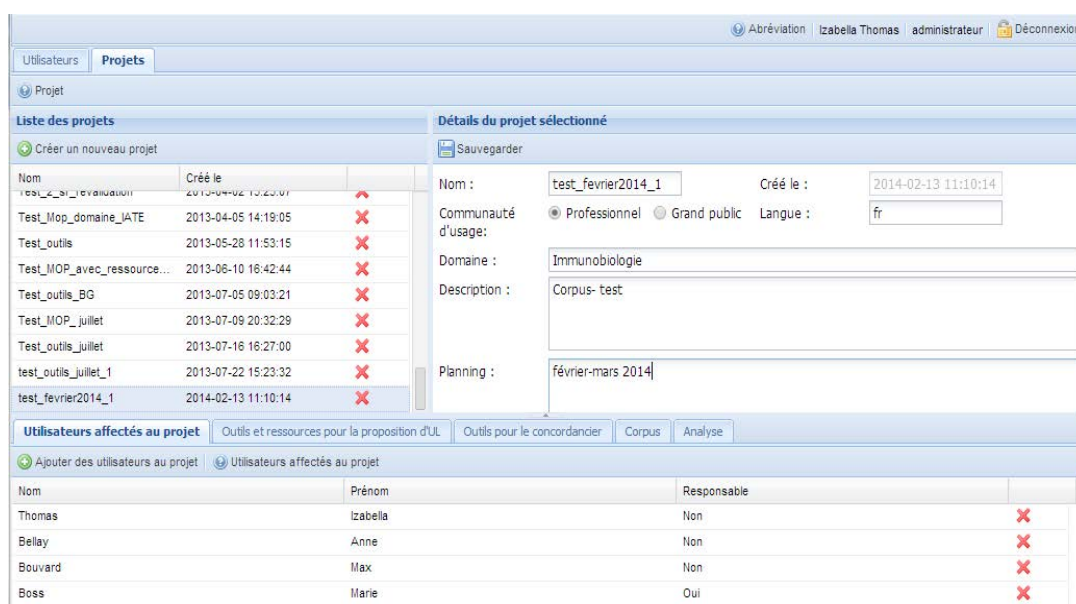 Abréviation Izabella Thomas administrateur Déconnexion
Utilisateurs Projets
Projet
Liste des projets
Créer un nouveau projet
Nom Créé le
Test_2_sr_revalidation 2013-04-02 15:25:07
Test_Mop_domaine_IATE 2013-04-05 14:19:05
Test_outils 2013-05-28 11:53:15
Test_MOP_avec_ressource... 2013-06-10 16:42:44
Test_outils_BG 2013-07-05 09:03:21
Test_MOP_ juillet 2013-07-09 20:32:29
Test_outils_juillet 2013-07-16 16:27:00
test_outils_juillet_1 2013-07-22 15:23:32
test_fevrier2014_1 2014-02-13 11:10:14
Détails du projet sélectionné
Sauvegarder
Nom : test_fevrier2014_1 Créé le : 2014-02-13 11:10:14
Communauté d'usage: Professionnel Grand public Langue : fr
Domaine : Immunobiologie
Description : Corpus- test
Planning : février-mars 2014
Utilisateurs affectés au projet Outils et ressources pour la proposition d'UL Outils pour le concordancier Corpus Analyse
Ajouter des utilisateurs au projet Utilisateurs affectés au projet
Nom Prénom Responsable
Thomas Izabella Non
Bellay Anne Non
Bouvard Max Non
Boss Marie Oui